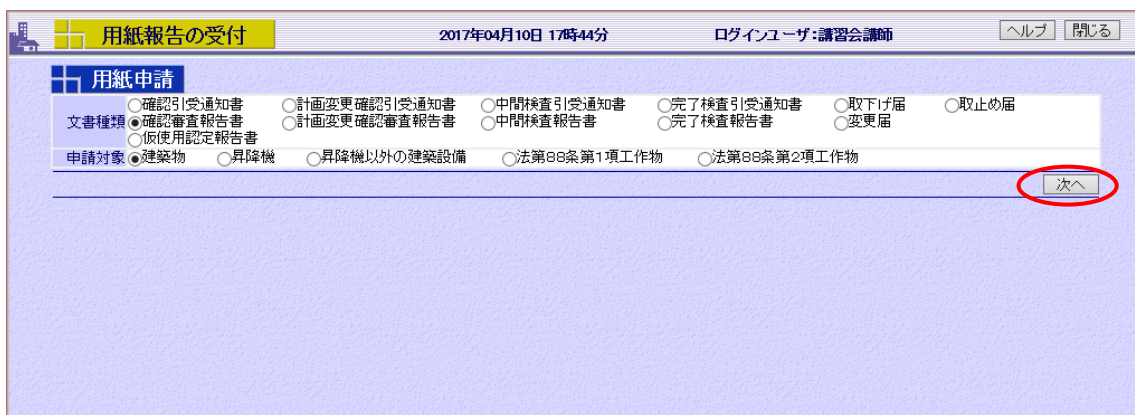 用紙報告の受付 2017年04月10日 17時44分 ログインユーザ:講習会講師 ヘルプ 閉じる
用紙申請
確認引受通知書 計画変更確認引受通知書 中間検査引受通知書 完了検査引受通知書 取下げ届 取止め届
文書種類 確認審査報告書 計画変更確認審査報告書 中間検査報告書 完了検査報告書 変更届
仮使用認定報告書
申請対象 建築物 昇降機 昇降機以外の建築設備 法第88条第1項工作物 法第88条第2項工作物
次へ